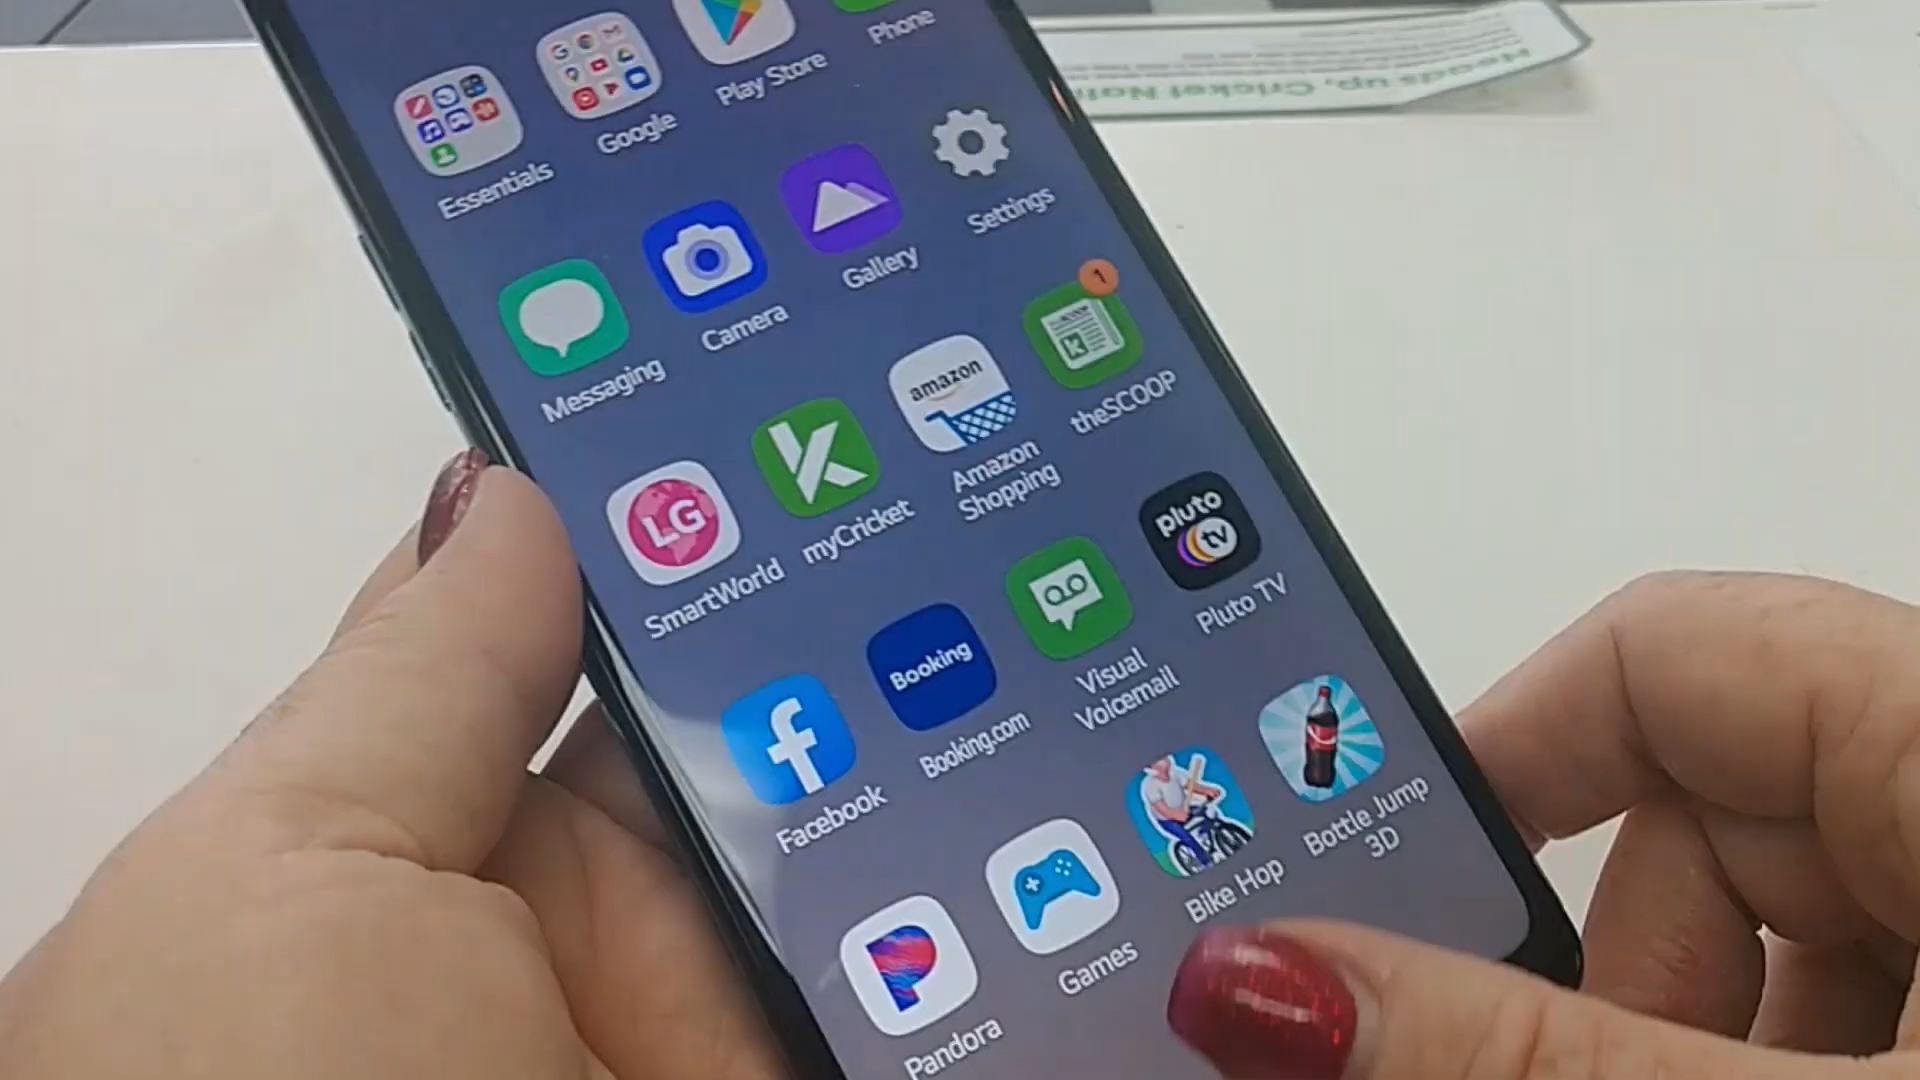 Heads up, Cricket
Essentials
Google
Play Store
Phone
Messaging
Camera
Gallery
Settings
LG
SmartWorld
myCricket
amazon
Amazon
Shopping
1
theSCOOP
Facebook
Booking
Booking.com
Visual
Voicemail
pluto
tv
Pluto TV
Pandora
Games
Bike Hop
Bottle Jump
3D